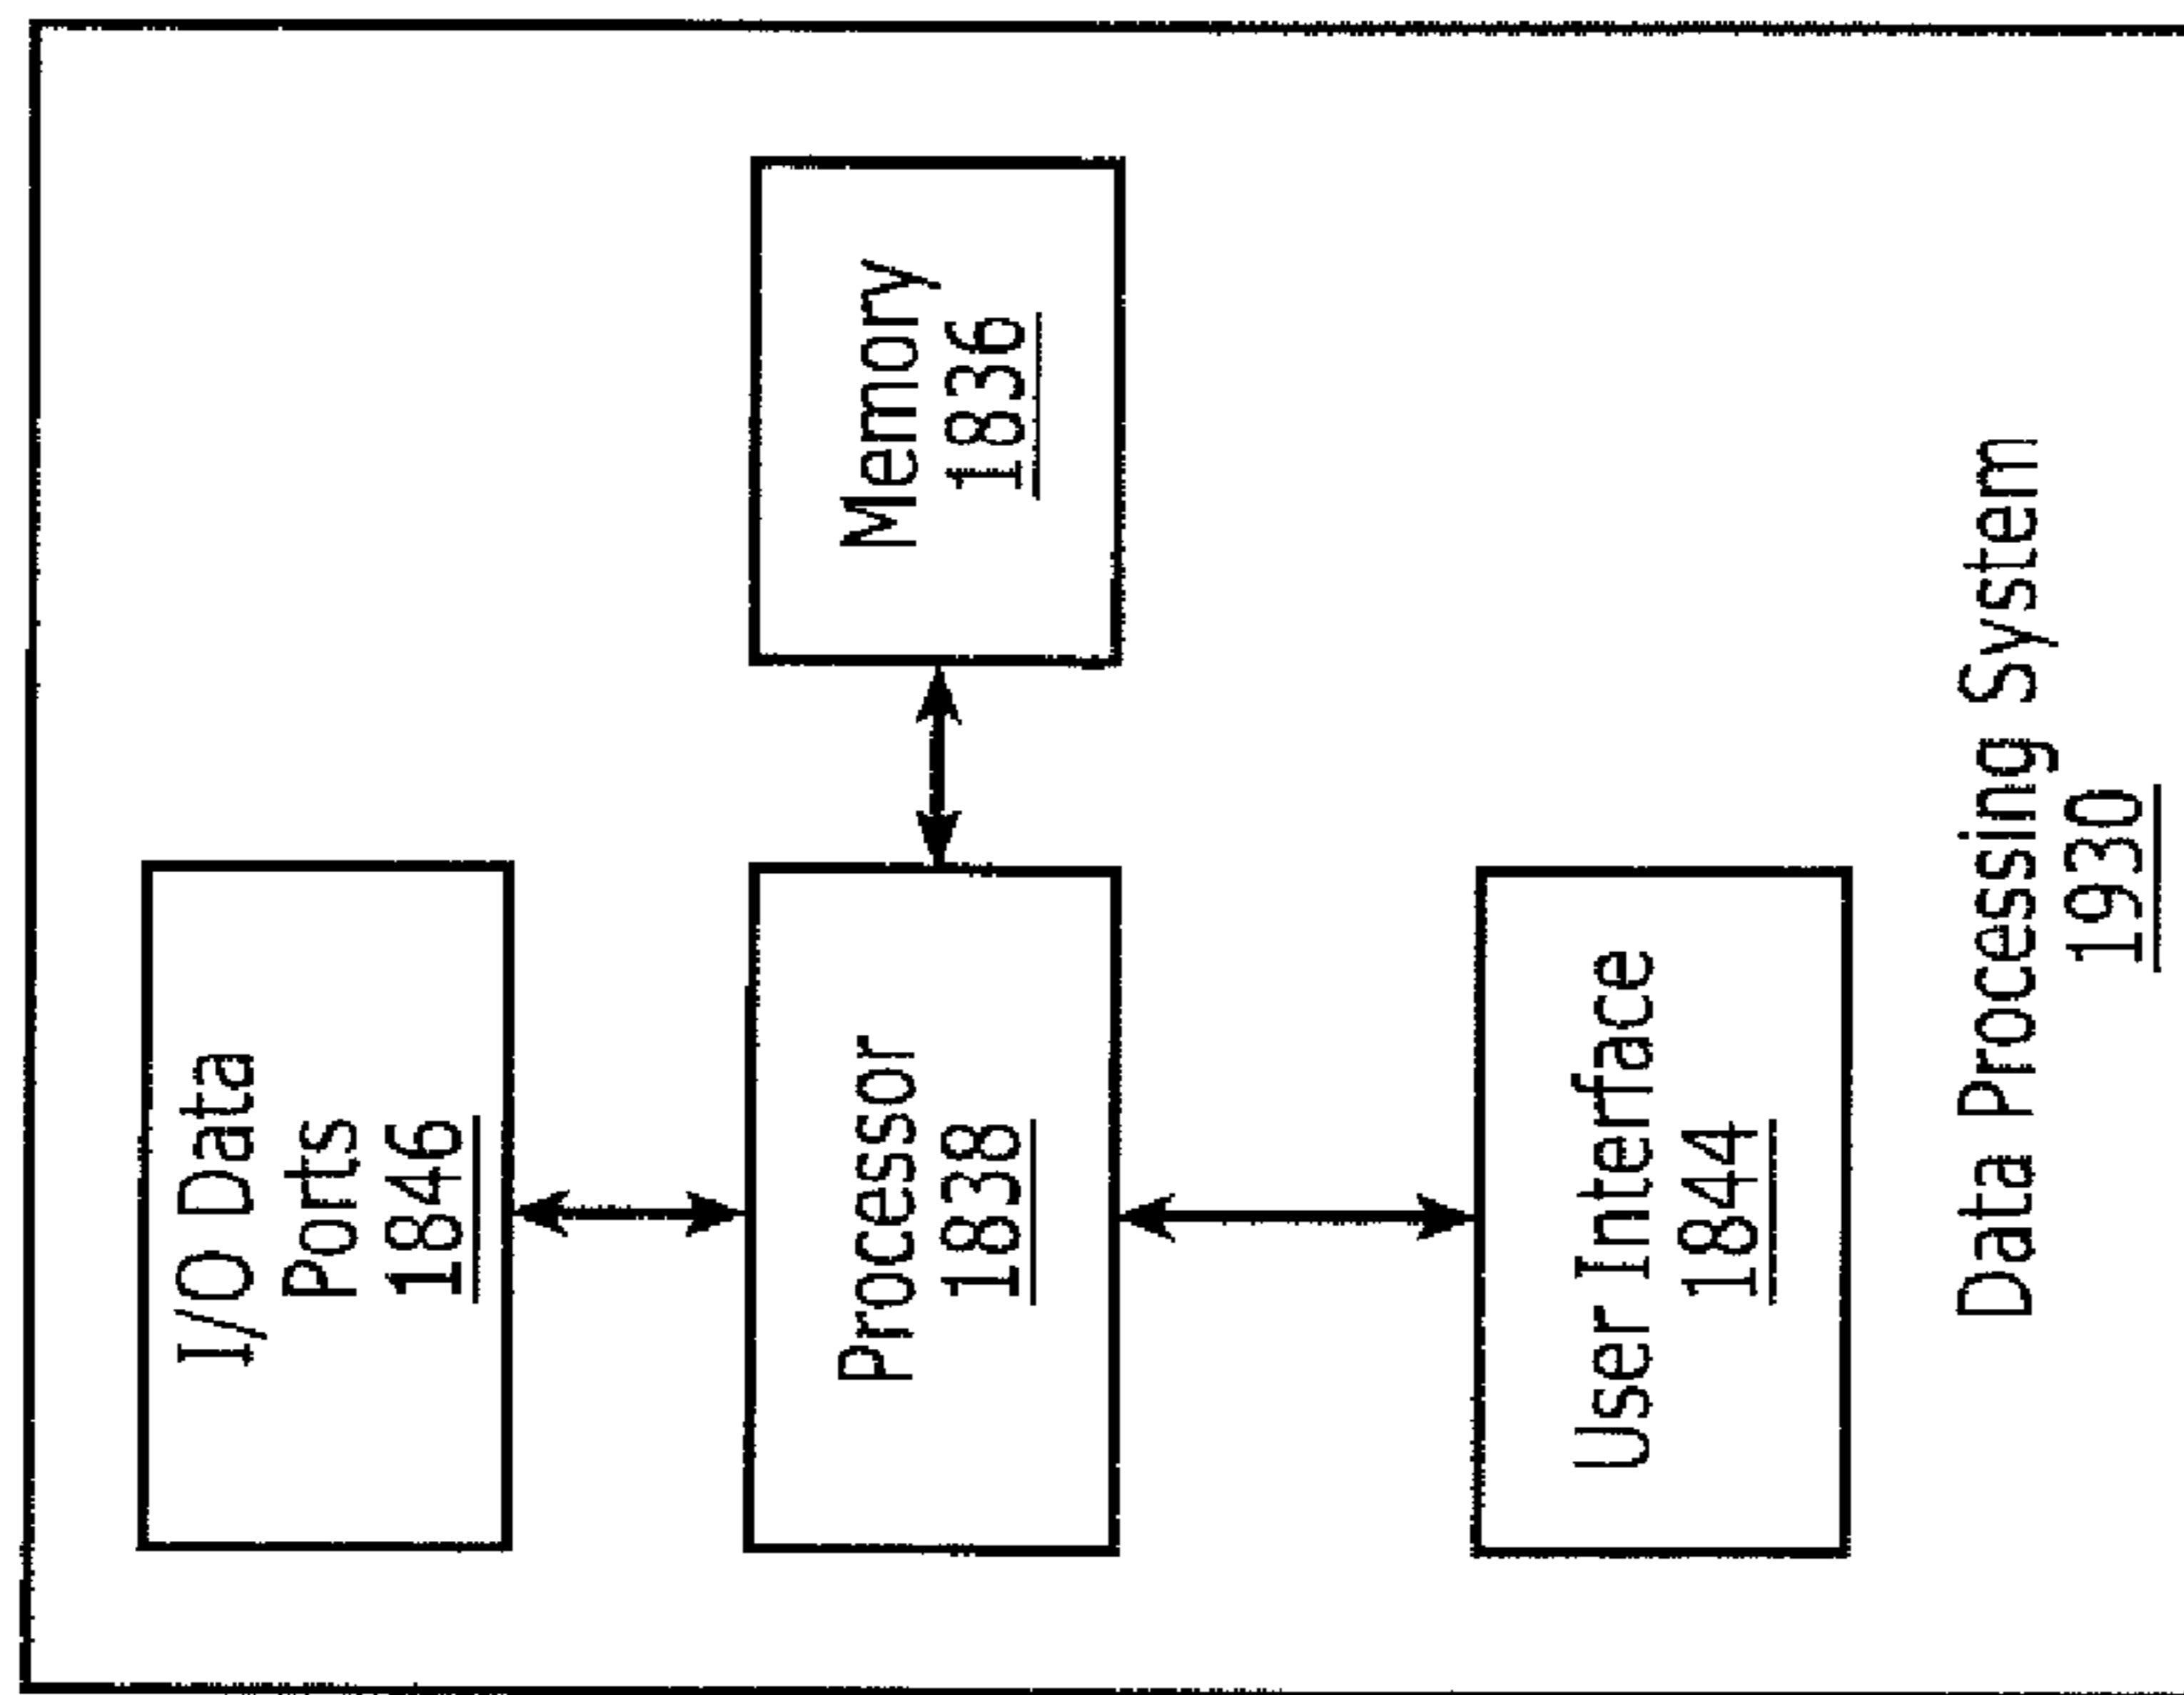 I/O Data
Ports
1846
Processor
1838
Memory
1836
User Interface
1844
Data Processing System
1930